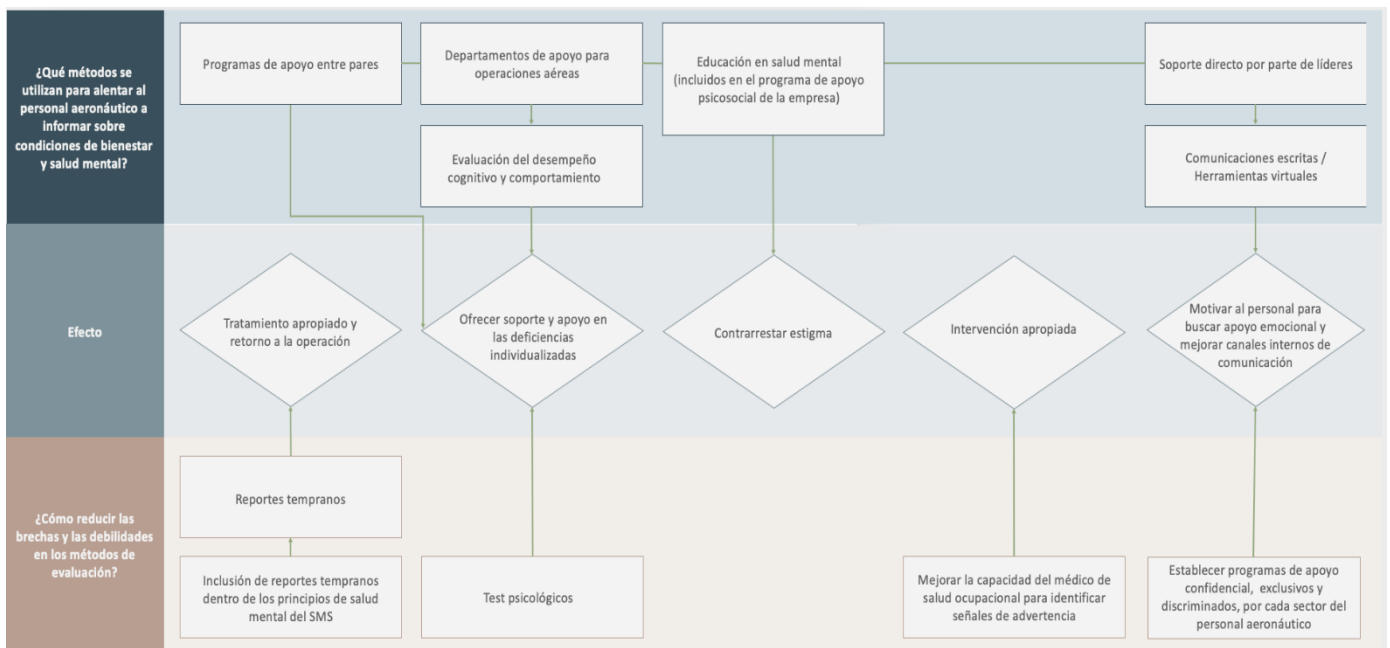 ¿Qué métodos se
utilizan para alentar al
personal aeronáutico a
informar sobre
condiciones de bienestar
y salud mental?
Programas de apoyo entre pares
Departamentos de apoyo para
operaciones aéreas
Educación en salud mental
(incluidos en el programa de apoyo
psicosocial de la empresa)
Soporte directo por parte de líderes
Evaluación del desempeño
cognitivo y comportamiento
Comunicaciones escritas /
Herramientas virtuales
Efecto
Tratamiento apropiado y
retorno a la operación
Ofrecer soporte y apoyo en
las deficiencias
individualizadas
Contrarrestar estigma
Intervención apropiada
Motivar al personal para
buscar apoyo emocional y
mejorar canales internos de
comunicación
¿Cómo reducir las
brechas y las debilidades
en los métodos de
evaluación?
Reportes tempranos
Inclusión de reportes tempranos
dentro de los principios de salud
mental del SMS
Test psicológicos
Mejorar la capacidad del médico de
salud ocupacional para identificar
señales de advertencia
Establecer programas de apoyo
confidencial, exclusivos y
discriminados, por cada sector del
personal aeronáutico